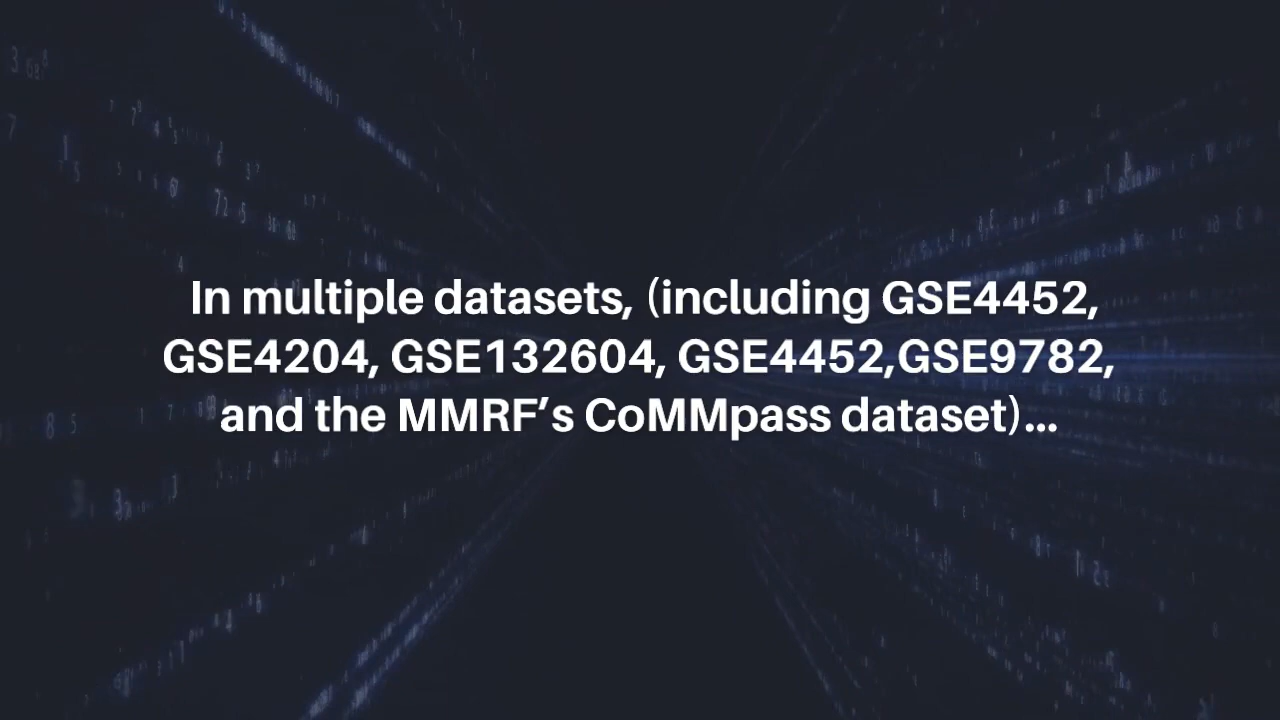 In multiple datasets, (including GSE4452,
GSE4204, GSE132604, GSE4452,GSE9782,
and the MMRF’s CoMMpass dataset)...